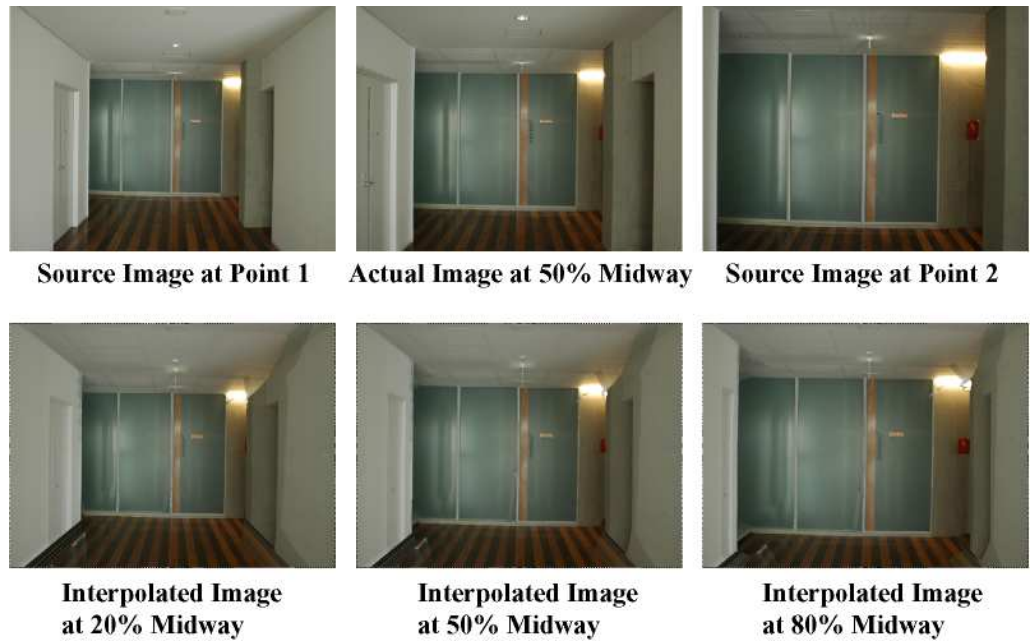 Source Image at Point 1
Actual Image at 50% Midway
Source Image at Point 2
Interpolated Image
at 20% Midway
Interpolated Image
at 50% Midway
Interpolated Image
at 80% Midway